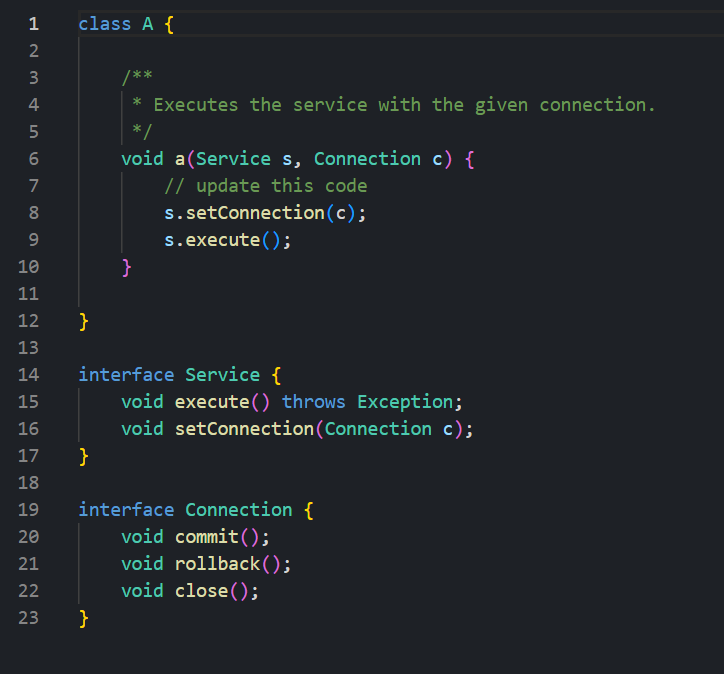 1 class A {
2
3 /**
4 * Executes the service with the given connection.
5 */
6 void a(Service s, Connection c) {
7 // update this code
8 s.setConnection(c);
9 s.execute();
10 }
11
12 }
13
14 interface Service {
15 void execute() throws Exception;
16 void setConnection(Connection c);
17 }
18
19 interface Connection {
20 void commit();
21 void rollback();
22 void close();
23 }